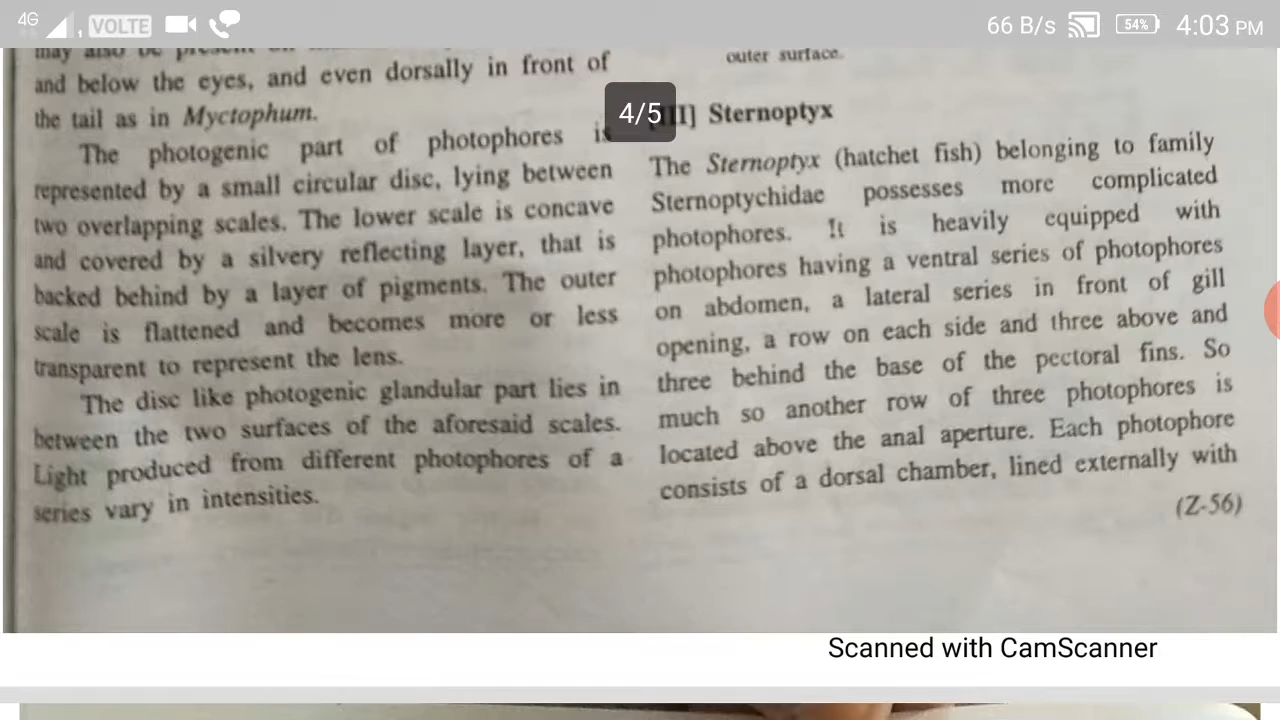 4G VOLTE 66 B/s 54% 4:03 PM
may also be present
and below the eyes, and even dorsally in front of
the tail as in Myctophum.
The photogenic part of photophores is
represented by a small circular disc, lying between
two overlapping scales. The lower scale is concave
and covered by a silvery reflecting layer, that is
backed behind by a layer of pigments. The outer
scale is flattened and becomes more or less
transparent to represent the lens.
The disc like photogenic glandular part lies in
between the two surfaces of the aforesaid scales.
Light produced from different photophores of a
series vary in intensities.
outer surface.
4/5
[III] Sternoptyx
The Sternoptyx (hatchet fish) belonging to family
Sternoptychidae possesses more complicated
photophores. It is heavily equipped with
photophores having a ventral series of photophores
on abdomen, a lateral series in front of gill
opening, a row on each side and three above and
three behind the base of the pectoral fins. So
much so another row of three photophores is
located above the anal aperture. Each photophore
consists of a dorsal chamber, lined externally with
(Z-56)
Scanned with CamScanner